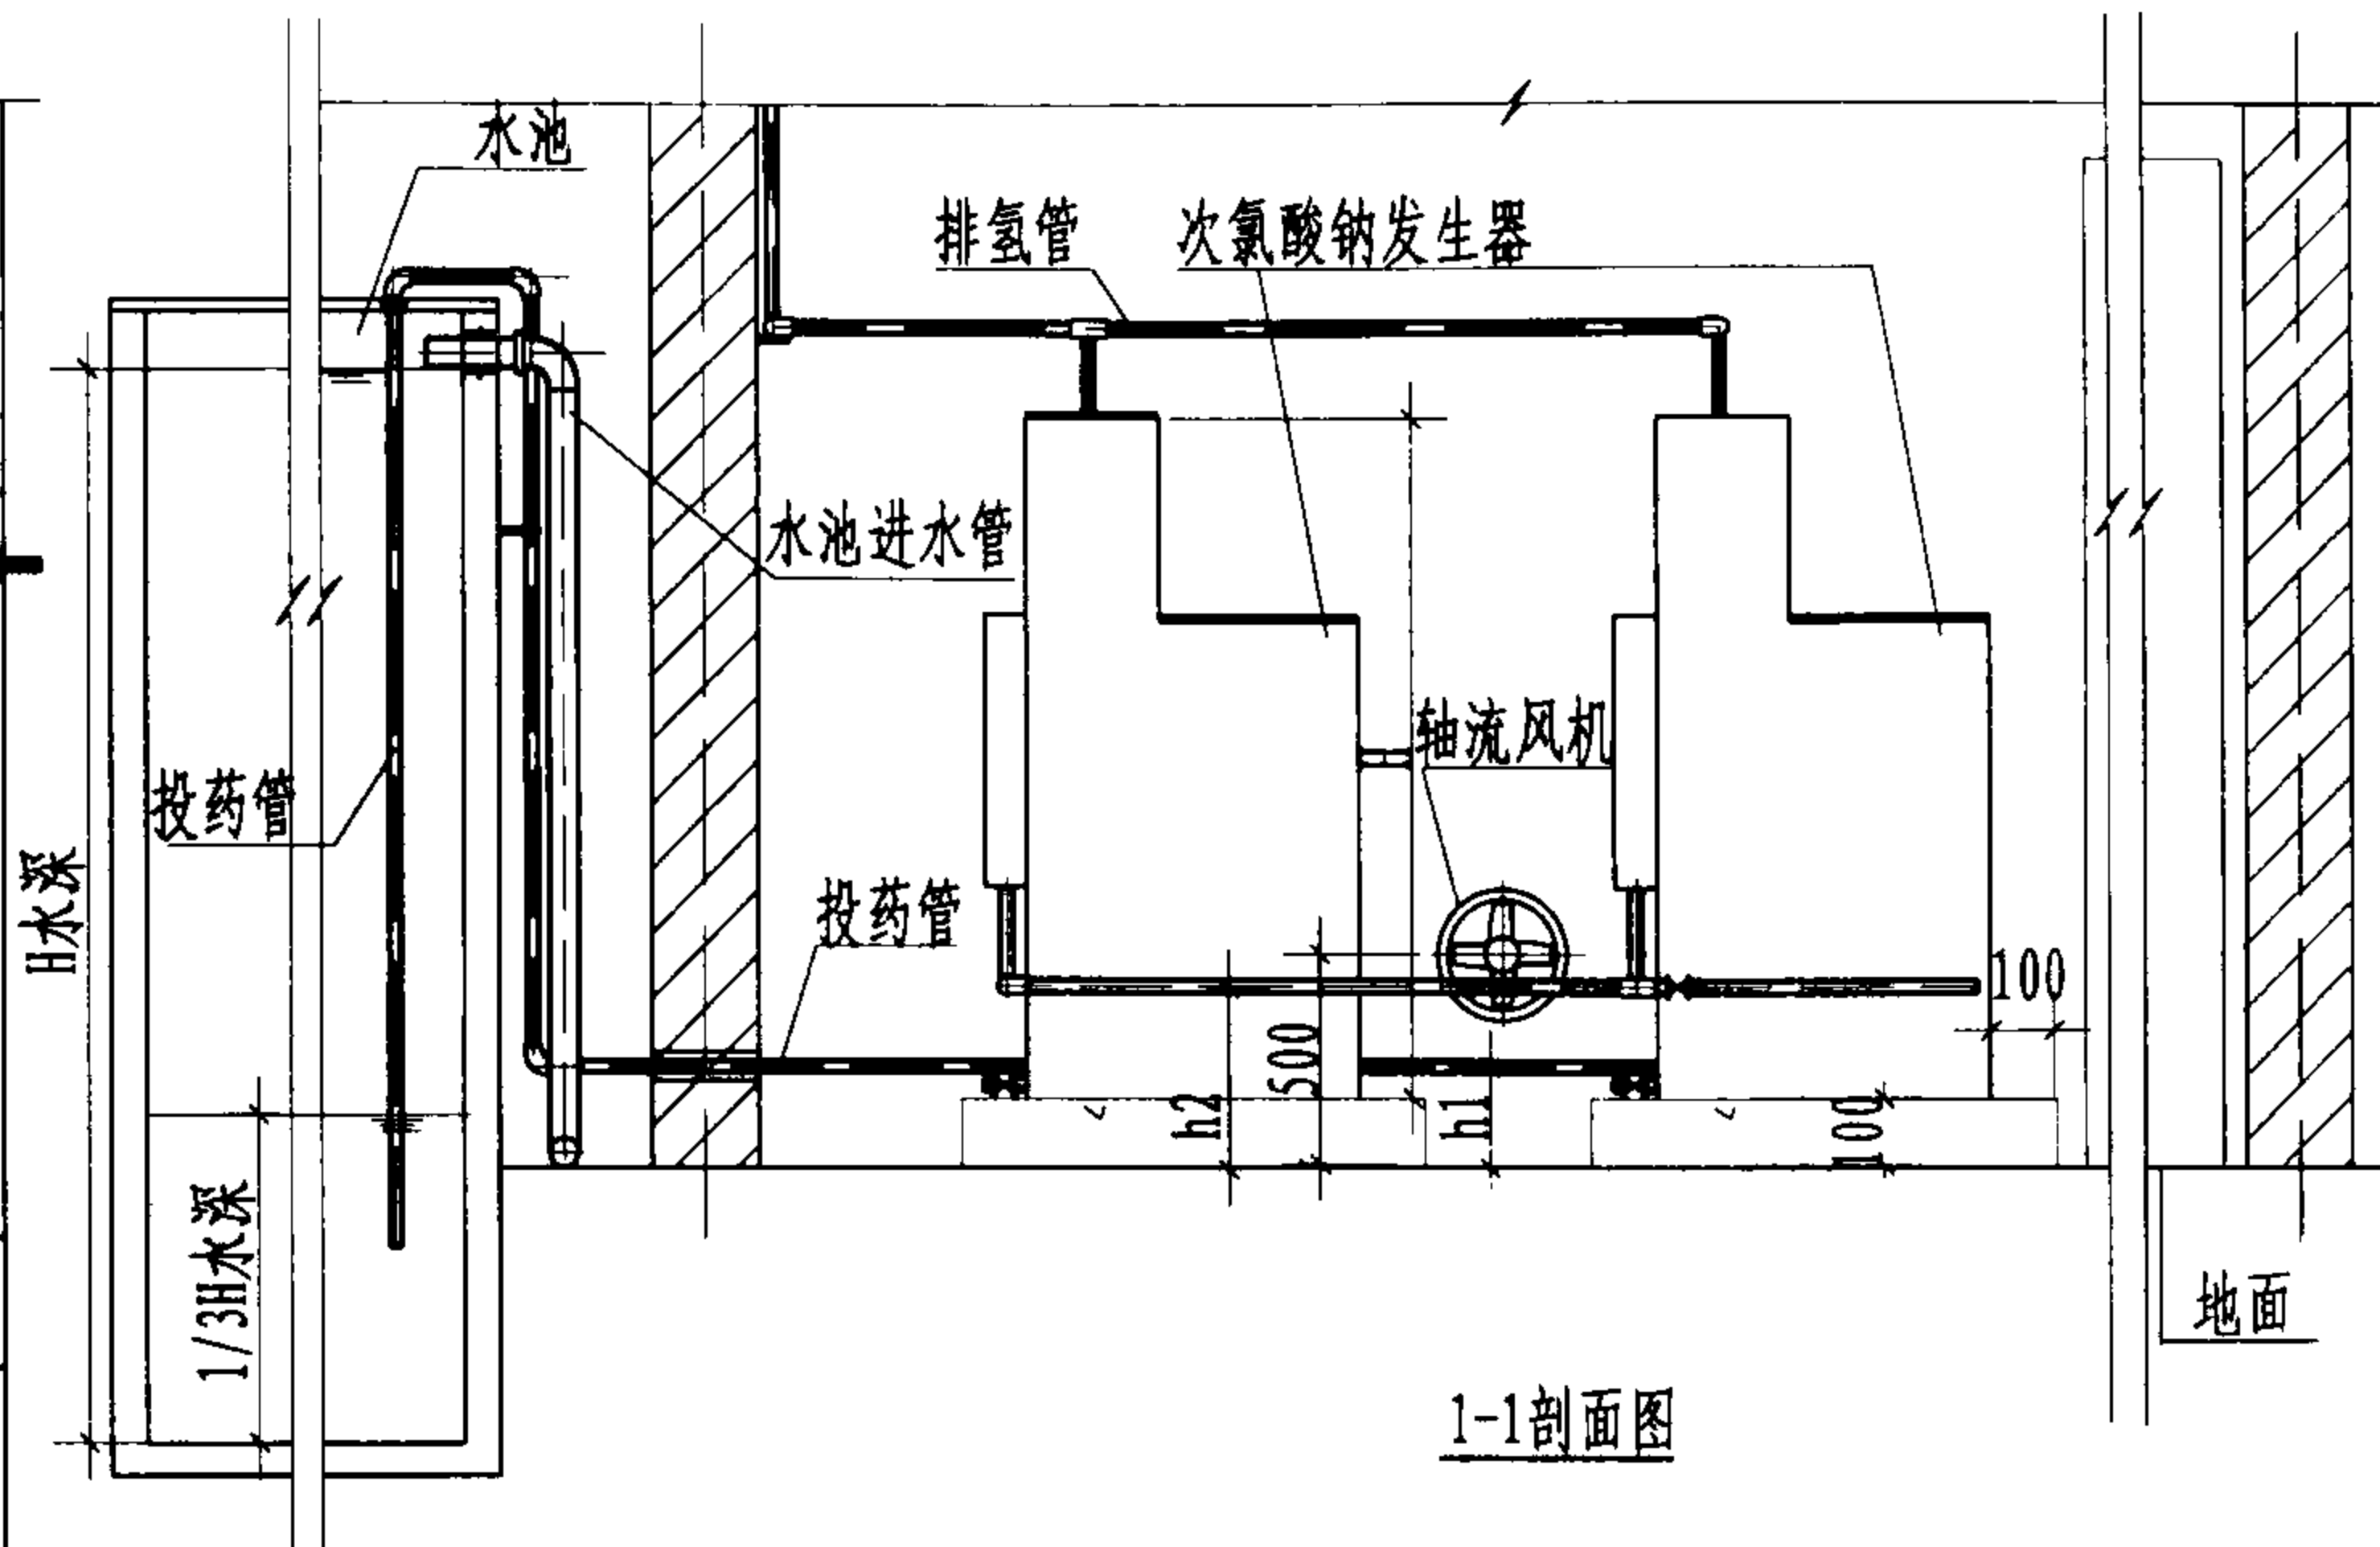 水池
排氢管
次氯酸钠发生器
水池进水管
轴流风机
投药管
H水深
投药管
100
500
h2
h1
100
1/3H水深
地面
1-1剖面图